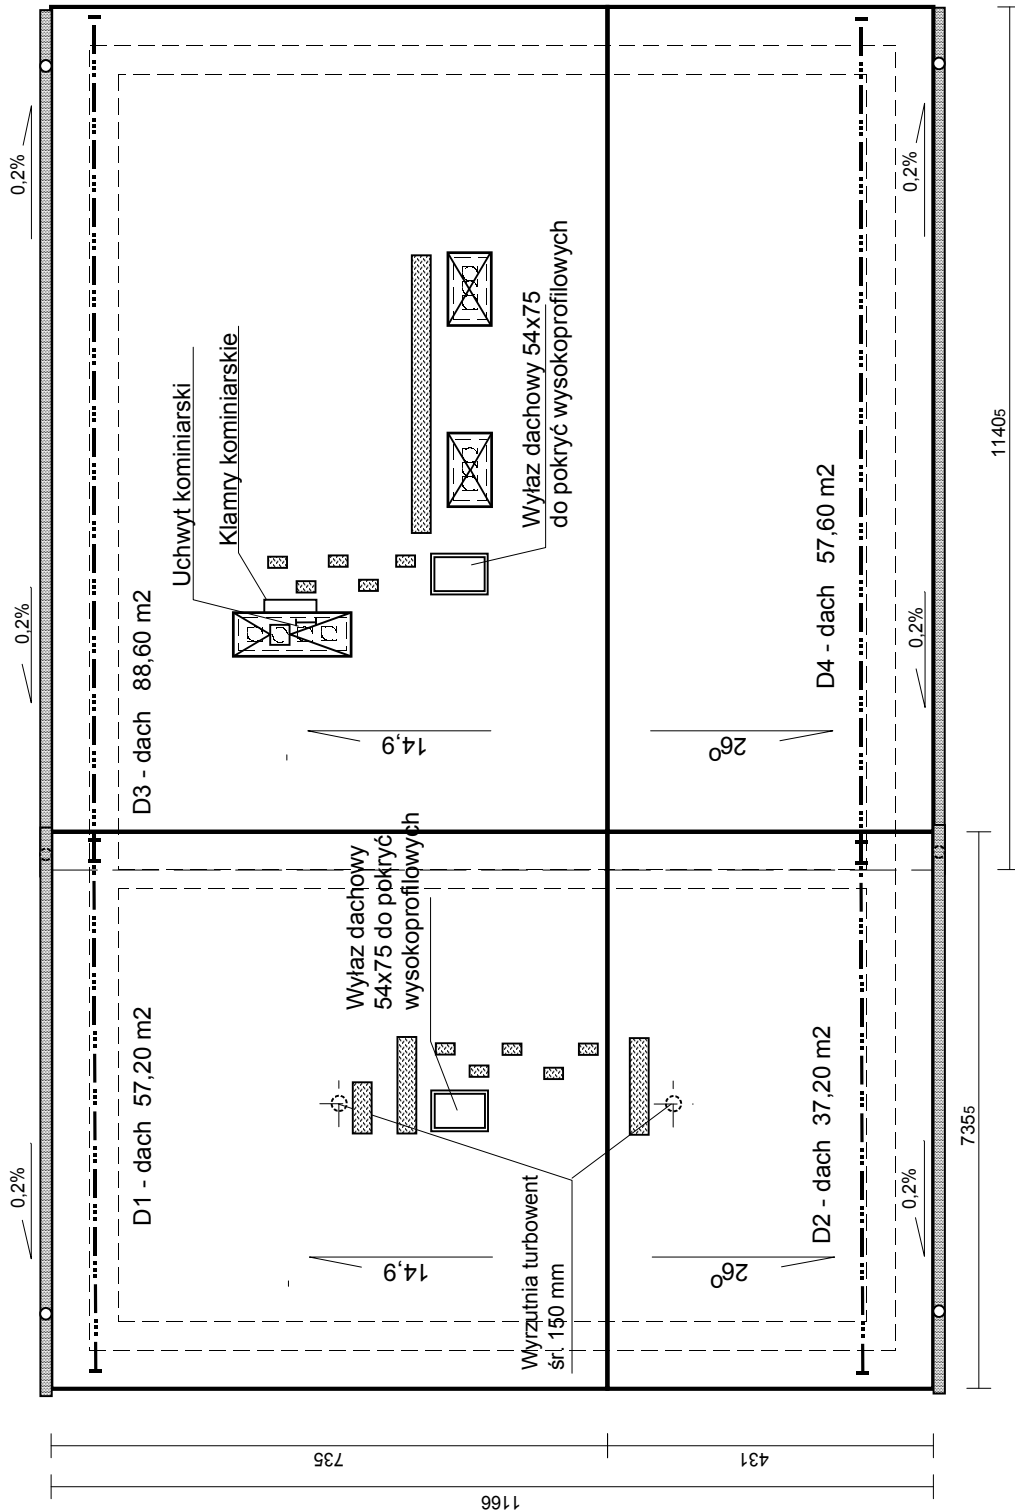 0,2%
0,2%
0,2%
D1 - dach 57,20 m2
D3 - dach 88,60 m2
Uchwyt kominiarski
Klamry kominiarskie
14,9
14,9
Wyłaz dachowy
54x75 do pokryć
wysokoprofilowych
Wyłaz dachowy 54x75
do pokryć wysokoprofilowych
Wyrzutnia turbowent
śr. 150 mm
26º
26º
D2 - dach 37,20 m2
D4 - dach 57,60 m2
0,2%
0,2%
0,2%
735
431
1166
7355
11405